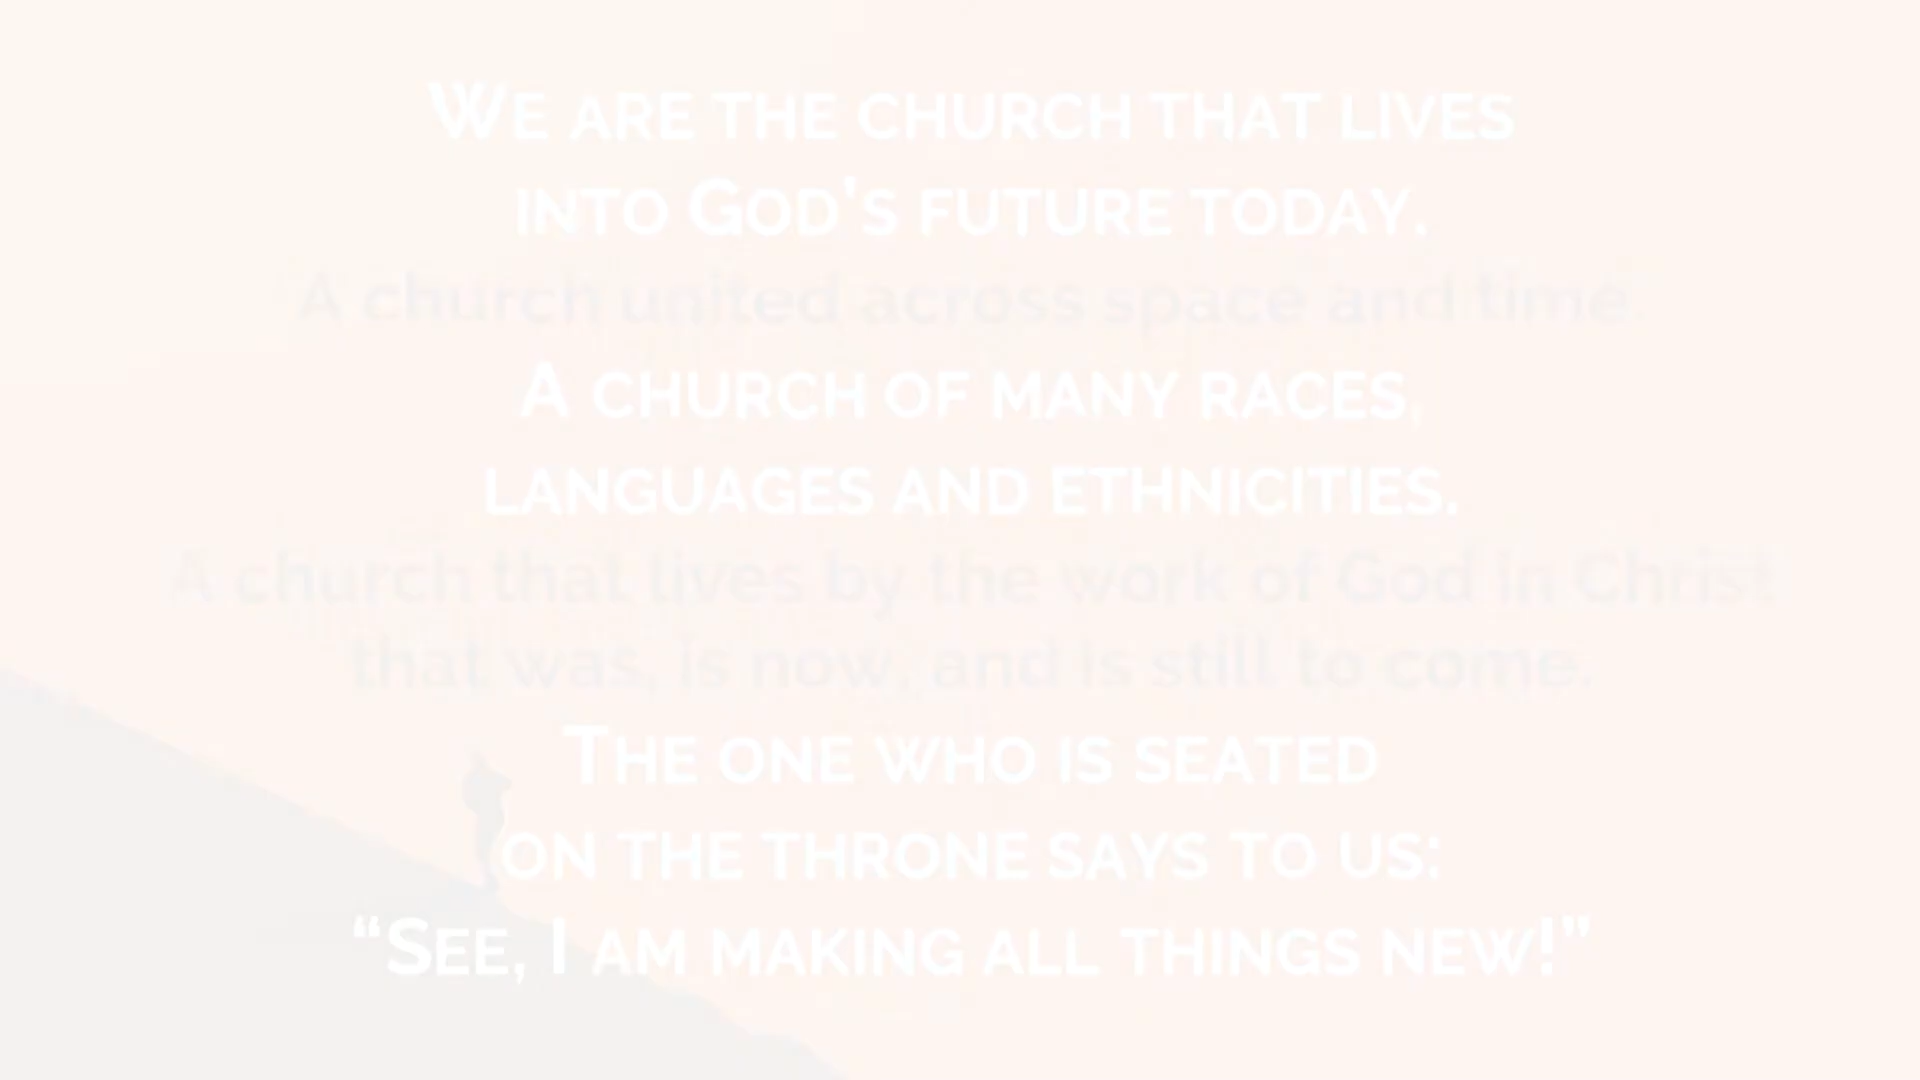 WE ARE THE CHURCH THAT LIVES
INTO GOD'S FUTURE TODAY.
A church united across space and time.
A CHURCH OF MANY RACES,
LANGUAGES AND ETHNICITIES.
A church that lives by the work of God in Christ
that was, is now, and is still to come.
THE ONE WHO IS SEATED
ON THE THRONE SAYS TO US:
“SEE, I AM MAKING ALL THINGS NEW!”